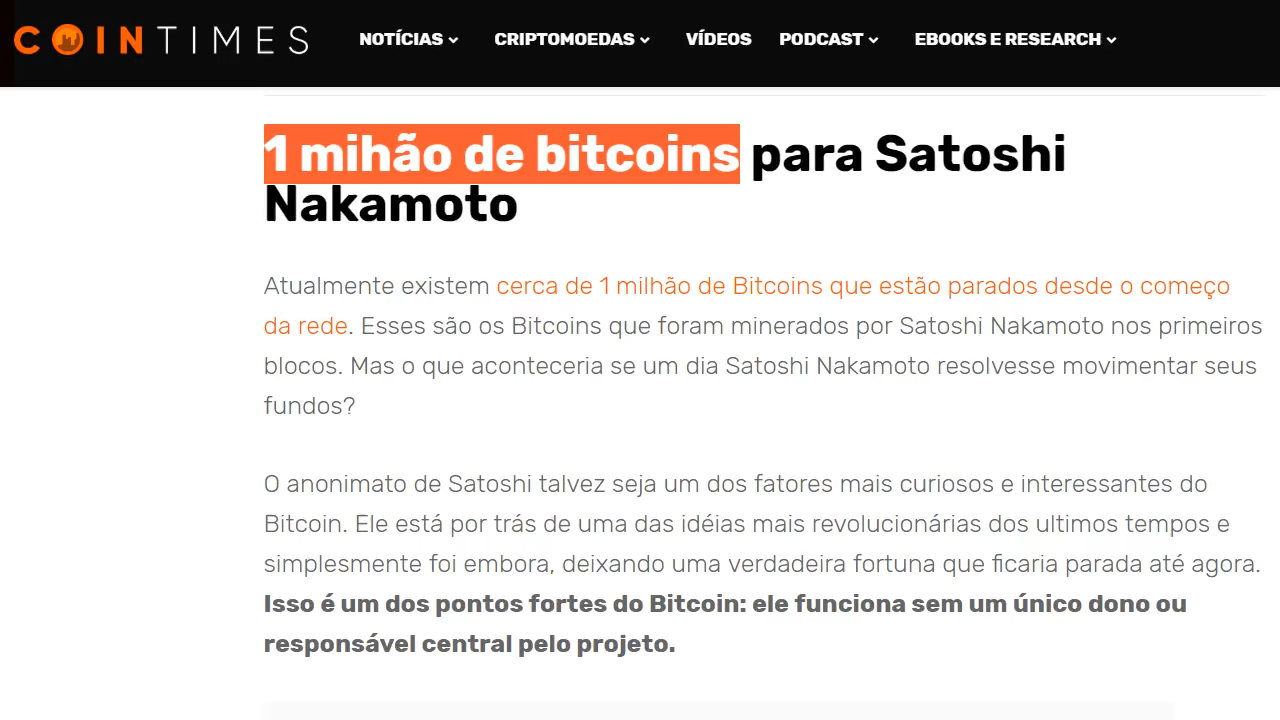 COINTIMES NOTÍCIAS CRIPTOMOEDAS VÍDEOS PODCAST EBOOKS E RESEARCH
1 mihão de bitcoins para Satoshi
Nakamoto
Atualmente existem cerca de 1 milhão de Bitcoins que estão parados desde o começo
da rede. Esses são os Bitcoins que foram minerados por Satoshi Nakamoto nos primeiros
blocos. Mas o que aconteceria se um dia Satoshi Nakamoto resolvesse movimentar seus
fundos?
O anonimato de Satoshi talvez seja um dos fatores mais curiosos e interessantes do
Bitcoin. Ele está por trás de uma das idéias mais revolucionárias dos ultimos tempos e
simplesmente foi embora, deixando uma verdadeira fortuna que ficaria parada até agora.
Isso é um dos pontos fortes do Bitcoin: ele funciona sem um único dono ou
responsável central pelo projeto.